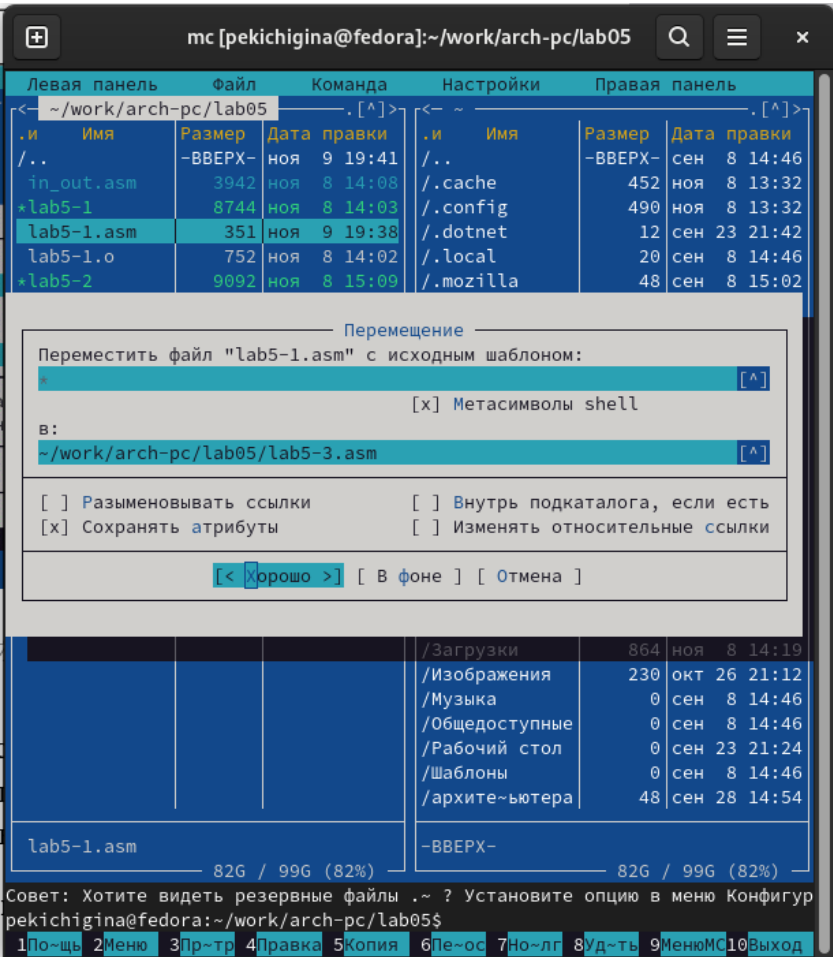 mc [pekichigina@fedora]:~/work/arch-pc/lab05
Левая панель Файл Команда Настройки Правая панель
<─ ~/work/arch-pc/lab05 .[^]> <─ ~ .[^]>
.и Имя Размер Дата правки .и Имя Размер Дата правки
/.. -ВВЕРХ- ноя 9 19:41 /.. -ВВЕРХ- сен 8 14:46
in_out.asm 3942 ноя 8 14:08 /.cache 452 ноя 8 13:32
*lab5-1 8744 ноя 8 14:03 /.config 490 ноя 8 13:32
lab5-1.asm 351 ноя 9 19:38 /.dotnet 12 сен 23 21:42
lab5-1.o 752 ноя 8 14:02 /.local 20 сен 8 14:46
*lab5-2 9092 ноя 8 15:09 /.mozilla 48 сен 8 15:02
Перемещение
Переместить файл "lab5-1.asm" с исходным шаблоном:
* [^]
[x] Метасимволы shell
в:
~/work/arch-pc/lab05/lab5-3.asm [^]
[ ] Разыменовывать ссылки [ ] Внутрь подкаталога, если есть
[x] Сохранять атрибуты [ ] Изменять относительные ссылки
[< Хорошо >] [ В фоне ] [ Отмена ]
/Загрузки 864 ноя 8 14:19
/Изображения 230 окт 26 21:12
/Музыка 0 сен 8 14:46
/Общедоступные 0 сен 8 14:46
/Рабочий стол 0 сен 23 21:24
/Шаблоны 0 сен 8 14:46
/архите~ьютера 48 сен 28 14:54
lab5-1.asm -ВВЕРХ-
82G / 99G (82%) 82G / 99G (82%)
Совет: Хотите видеть резервные файлы .~ ? Установите опцию в меню Конфигур
pekichigina@fedora:~/work/arch-pc/lab05$
1По~щь 2Меню 3Пр~тр 4Правка 5Копия 6Пе~ос 7Но~лг 8Уд~ть 9МенюMC10Выход